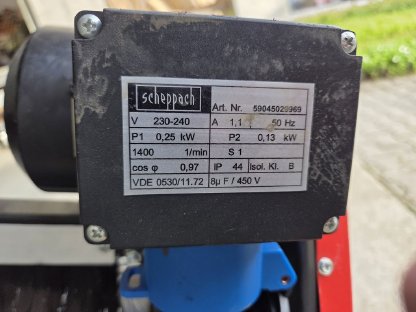 scheppach Art. Nr. 59045029969
V 230-240 A 1,1 50 Hz
P1 0,25 kW P2 0,13 kW
1400 1/min S 1
cos φ 0,97 IP 44 Isol. Kl. B
VDE 0530/11.72 8µ F / 450 V